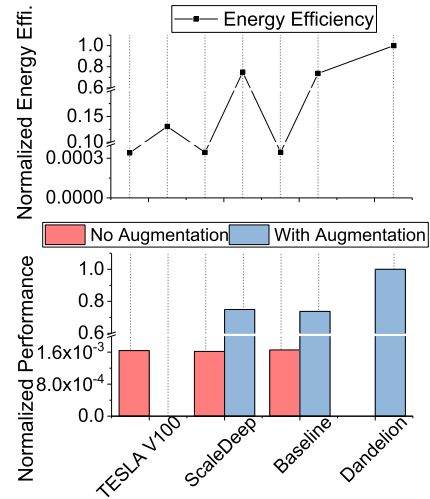 Energy Efficiency
Normalized Energy Effi.
1.0
0.8
0.6
0.15
0.10
0.0003
0.0000
No Augmentation
With Augmentation
Normalized Performance
1.0
0.8
0.6
1.6x10⁻³
8.0x10⁻⁴
0.0
TESLA V100
ScaleDeep
Baseline
Dandelion